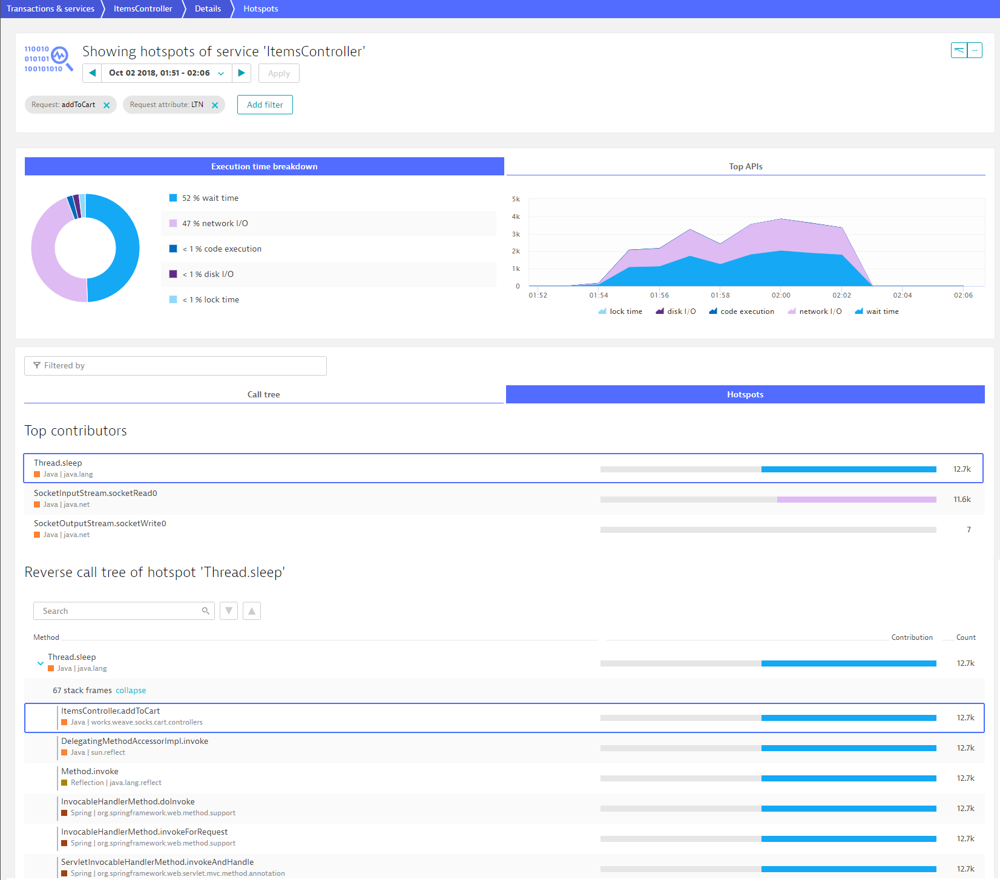 Transactions & services
ItemsController
Details
Hotspots
110010
010101
100101010
Showing hotspots of service 'ItemsController'
Oct 02 2018, 01:51 - 02:06
Apply
Request: addToCart
Request attribute: LTN
Add filter
...
Execution time breakdown
Top APIs
52 % wait time
47 % network I/O
< 1 % code execution
< 1 % disk I/O
< 1 % lock time
5k
4k
3k
2k
1k
0
01:52
01:54
01:56
01:58
02:00
02:02
02:04
02:06
lock time
disk I/O
code execution
network I/O
wait time
Filtered by
Call tree
Hotspots
Top contributors
Thread.sleep
12.7k
Java | java.lang
SocketInputStream.socketRead0
11.6k
Java | java.net
SocketOutputStream.socketWrite0
7
Java | java.net
Reverse call tree of hotspot 'Thread.sleep'
Search
Method
Contribution
Count
Thread.sleep
12.7k
Java | java.lang
67 stack frames collapse
ItemsController.addToCart
12.7k
Java | works.weave.socks.cart.controllers
DelegatingMethodAccessorImpl.invoke
12.7k
Java | sun.reflect
Method.invoke
12.7k
Reflection | java.lang.reflect
InvocableHandlerMethod.doInvoke
12.7k
Spring | org.springframework.web.method.support
InvocableHandlerMethod.invokeForRequest
12.7k
Spring | org.springframework.web.method.support
ServletInvocableHandlerMethod.invokeAndHandle
12.7k
Spring | org.springframework.web.servlet.mvc.method.annotation